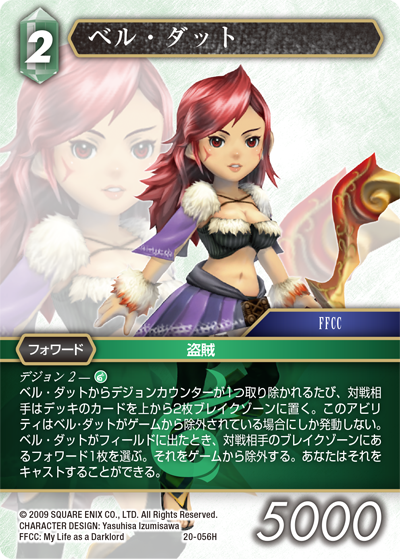 2
ベル・ダット
FFCC
フォワード
盗賊
デジョン 2 ―
ベル・ダットからデジョンカウンターが1つ取り除かれるたび、対戦相
手はデッキのカードを上から2枚ブレイクゾーンに置く。このアビリ
ティはベル・ダットがゲームから除外されている場合にしか発動しない。
ベル・ダットがフィールドに出たとき、対戦相手のブレイクゾーンにあ
るフォワード1枚を選ぶ。それをゲームから除外する。あなたはそれを
キャストすることができる。
© 2009 SQUARE ENIX CO., LTD. All Rights Reserved.
CHARACTER DESIGN: Yasuhisa Izumisawa
FFCC: My Life as a Darklord
20-056H
5000